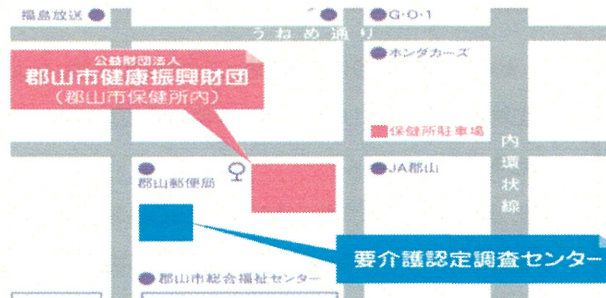 福島放送
G・O・1
うねめ通り
ホンダカーズ
公益財団法人
郡山市健康振興財団
(郡山市保健所内)
保健所駐車場
内環状線
郡山郵便局
JA郡山
要介護認定調査センター
郡山市総合福祉センター